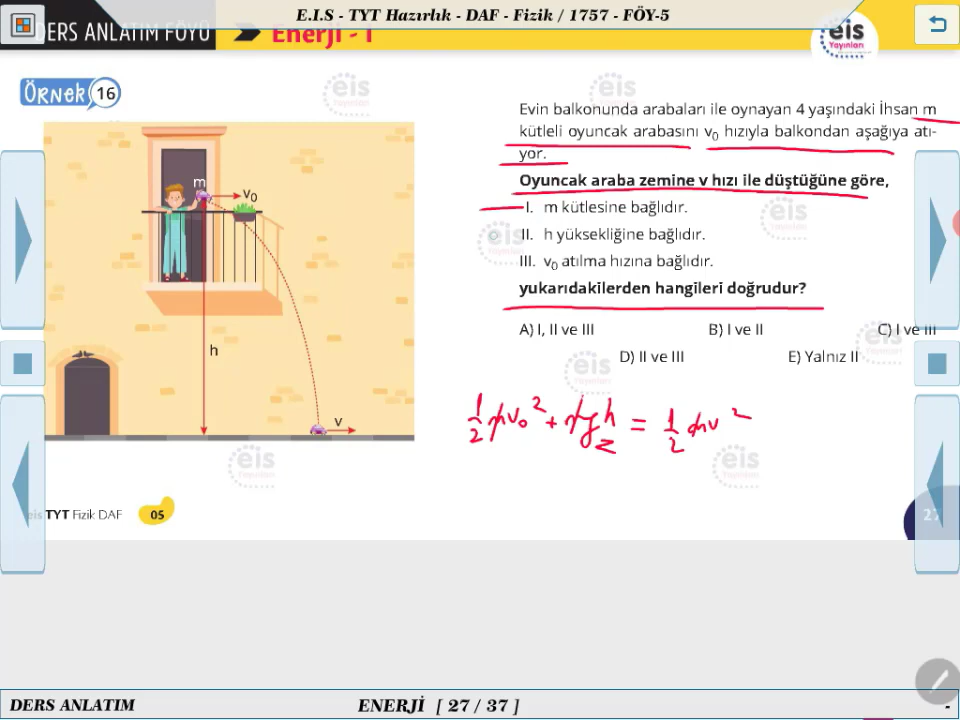 E.I.S - TYT Hazırlık - DAF - Fizik / 1757 - FÖY-5
DERS ANLATIM FÖYÜ
Enerji - I
eis
Yayınları
ÖRNEK 16
Evin balkonunda arabaları ile oynayan 4 yaşındaki İhsan m
kütleli oyuncak arabasını v₀ hızıyla balkondan aşağıya atı-
yor.
Oyuncak araba zemine v hızı ile düştüğüne göre,
I. m kütlesine bağlıdır.
II. h yüksekliğine bağlıdır.
III. v₀ atılma hızına bağlıdır.
yukarıdakilerden hangileri doğrudur?
A) I, II ve III B) I ve II C) I ve III
D) II ve III E) Yalnız II
m
v₀
h
v
1/2 mv₀² + mgh = 1/2 mv²
eis TYT Fizik DAF 05
27
DERS ANLATIM ENERJİ [ 27 / 37 ] -